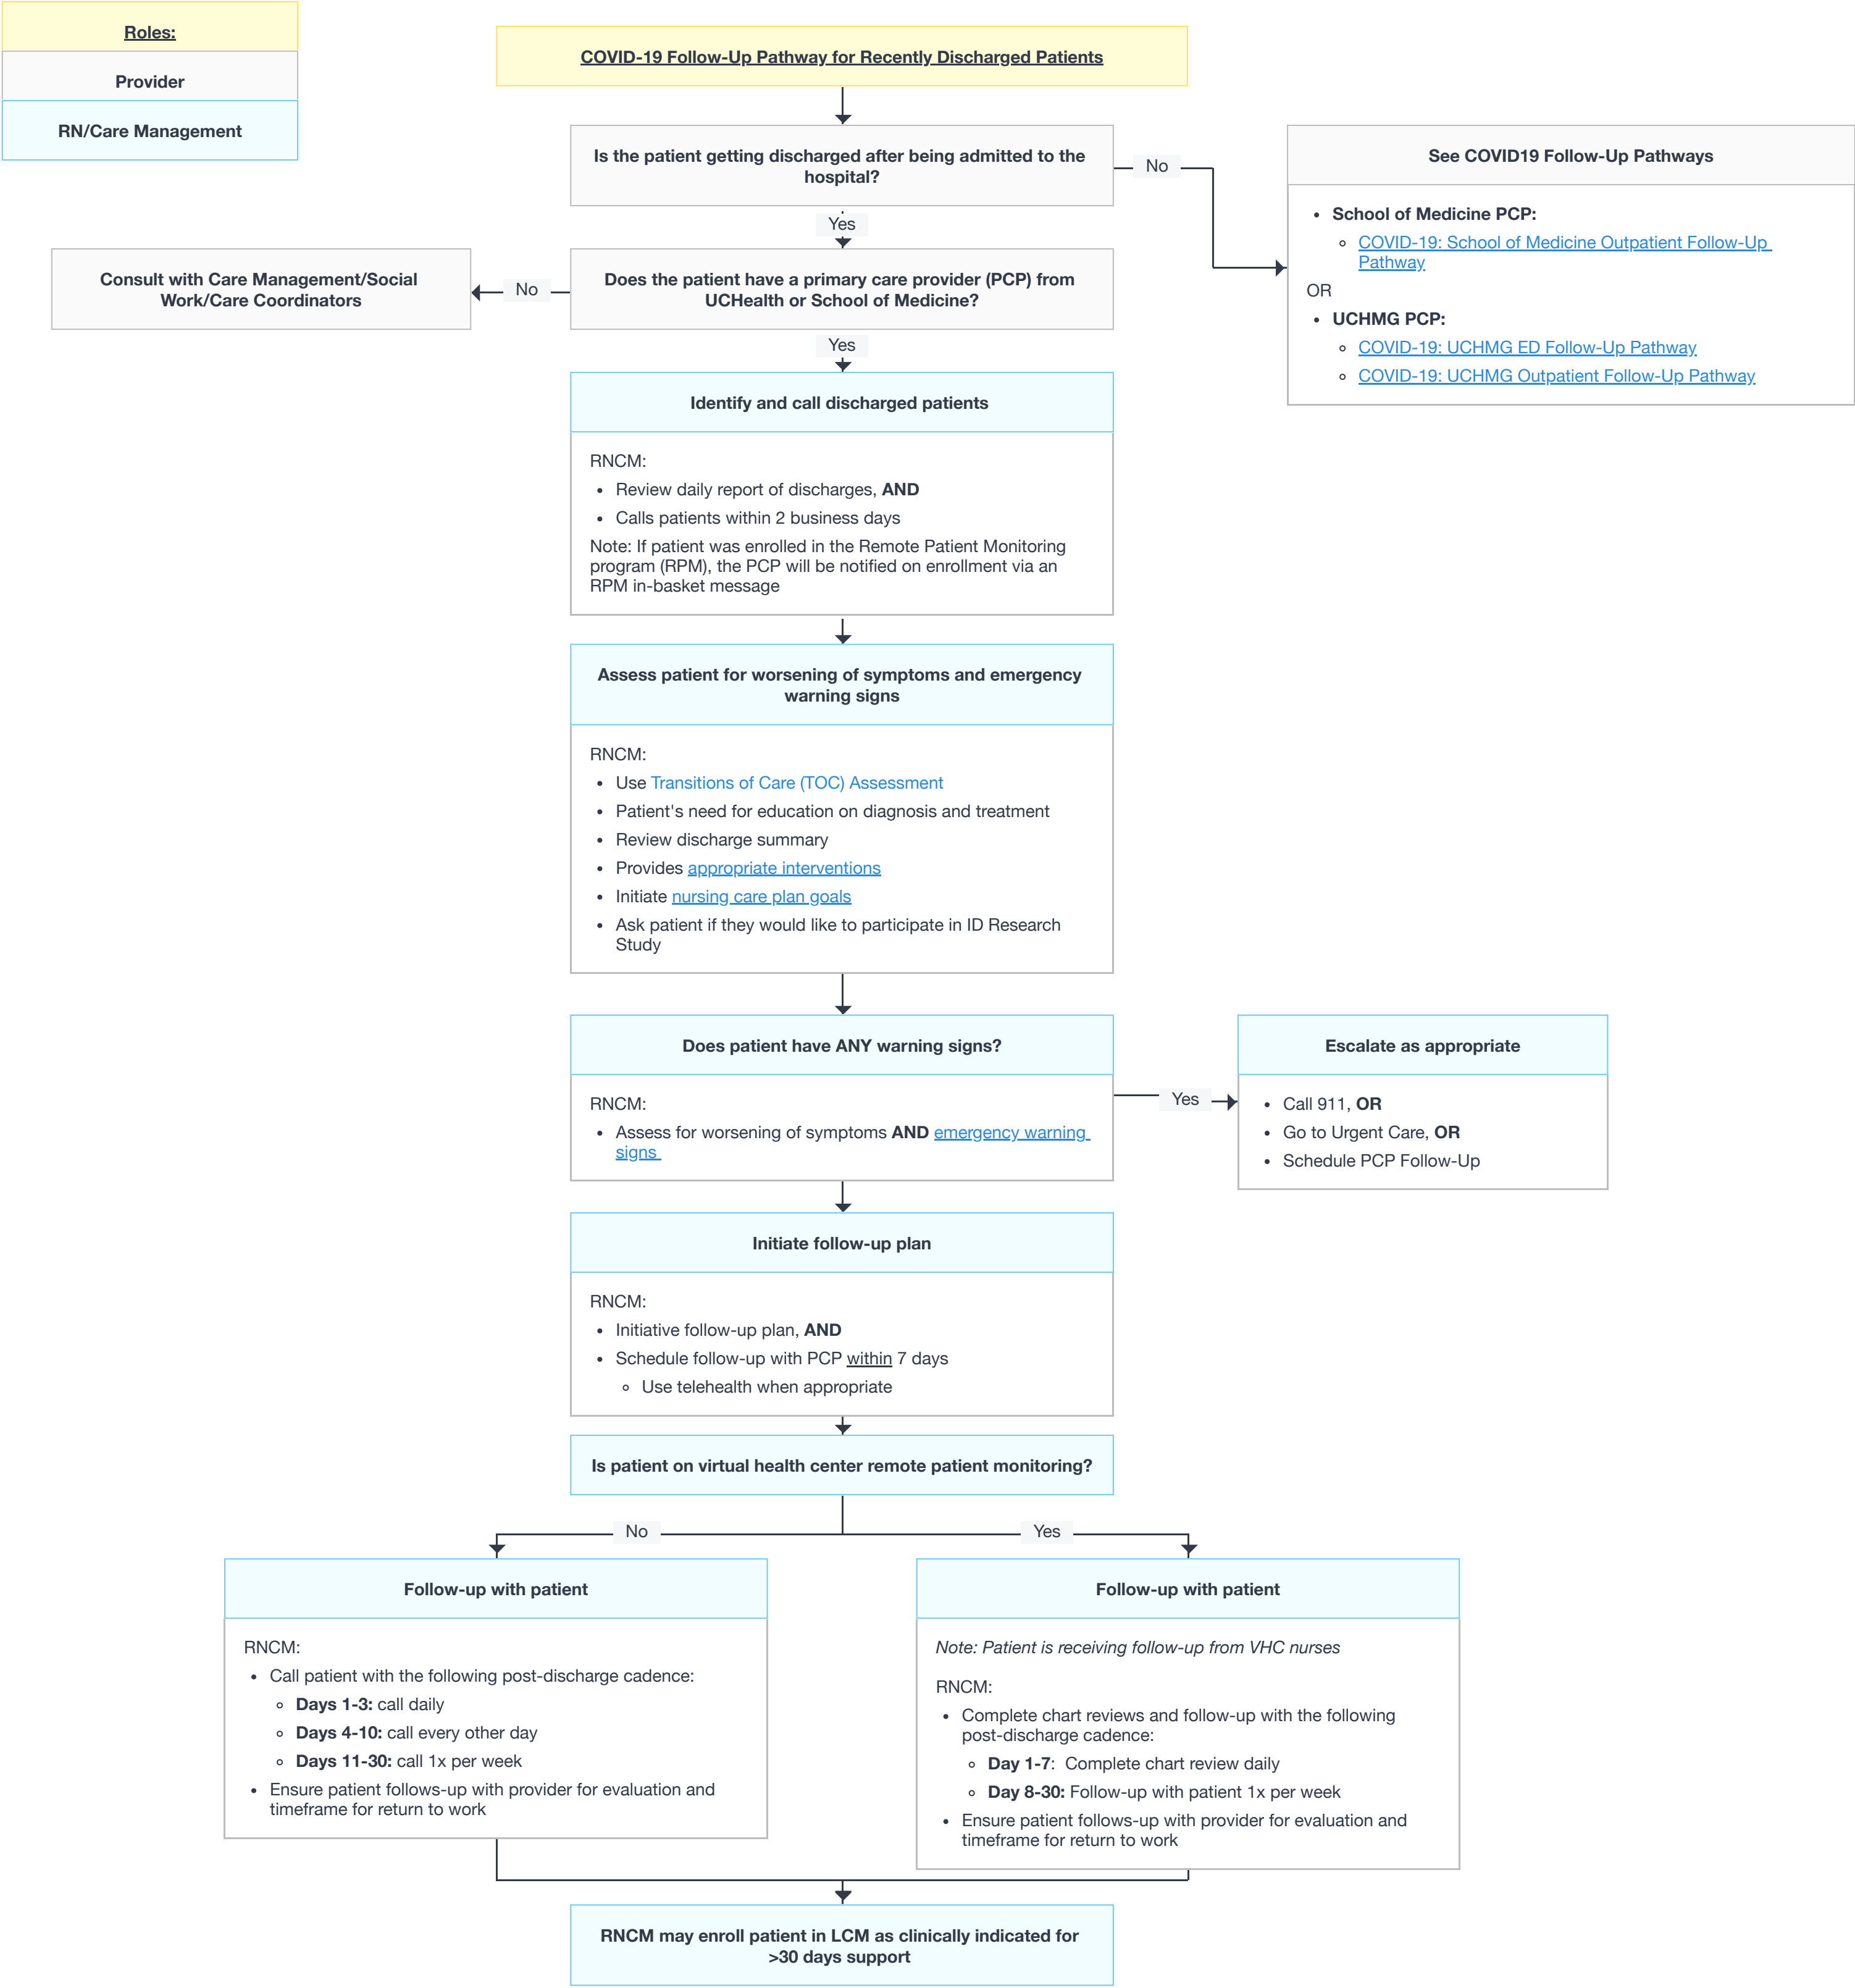 Roles:
Provider
RN/Care Management
COVID-19 Follow-Up Pathway for Recently Discharged Patients
Is the patient getting discharged after being admitted to the
hospital?
No
See COVID19 Follow-Up Pathways
• School of Medicine PCP:
◦ COVID-19: School of Medicine Outpatient Follow-Up
Pathway
OR
• UCHMG PCP:
◦ COVID-19: UCHMG ED Follow-Up Pathway
◦ COVID-19: UCHMG Outpatient Follow-Up Pathway
Yes
Does the patient have a primary care provider (PCP) from
UCHealth or School of Medicine?
No
Consult with Care Management/Social
Work/Care Coordinators
Yes
Identify and call discharged patients
RNCM:
• Review daily report of discharges, AND
• Calls patients within 2 business days
Note: If patient was enrolled in the Remote Patient Monitoring
program (RPM), the PCP will be notified on enrollment via an
RPM in-basket message
Assess patient for worsening of symptoms and emergency
warning signs
RNCM:
• Use Transitions of Care (TOC) Assessment
• Patient's need for education on diagnosis and treatment
• Review discharge summary
• Provides appropriate interventions
• Initiate nursing care plan goals
• Ask patient if they would like to participate in ID Research
Study
Does patient have ANY warning signs?
RNCM:
• Assess for worsening of symptoms AND emergency warning
signs
Yes
Escalate as appropriate
• Call 911, OR
• Go to Urgent Care, OR
• Schedule PCP Follow-Up
Initiate follow-up plan
RNCM:
• Initiative follow-up plan, AND
• Schedule follow-up with PCP within 7 days
◦ Use telehealth when appropriate
Is patient on virtual health center remote patient monitoring?
No
Follow-up with patient
RNCM:
• Call patient with the following post-discharge cadence:
◦ Days 1-3: call daily
◦ Days 4-10: call every other day
◦ Days 11-30: call 1x per week
• Ensure patient follows-up with provider for evaluation and
timeframe for return to work
Yes
Follow-up with patient
Note: Patient is receiving follow-up from VHC nurses
RNCM:
• Complete chart reviews and follow-up with the following
post-discharge cadence:
◦ Day 1-7: Complete chart review daily
◦ Day 8-30: Follow-up with patient 1x per week
• Ensure patient follows-up with provider for evaluation and
timeframe for return to work
RNCM may enroll patient in LCM as clinically indicated for
>30 days support